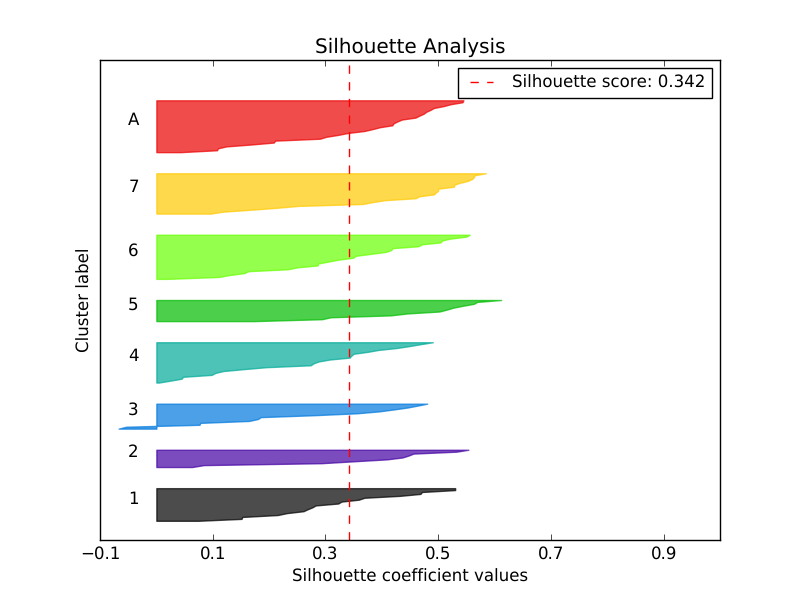 Silhouette Analysis
Silhouette score: 0.342
A
7
6
5
4
3
2
1
Cluster label
−0.1 0.1 0.3 0.5 0.7 0.9
Silhouette coefficient values